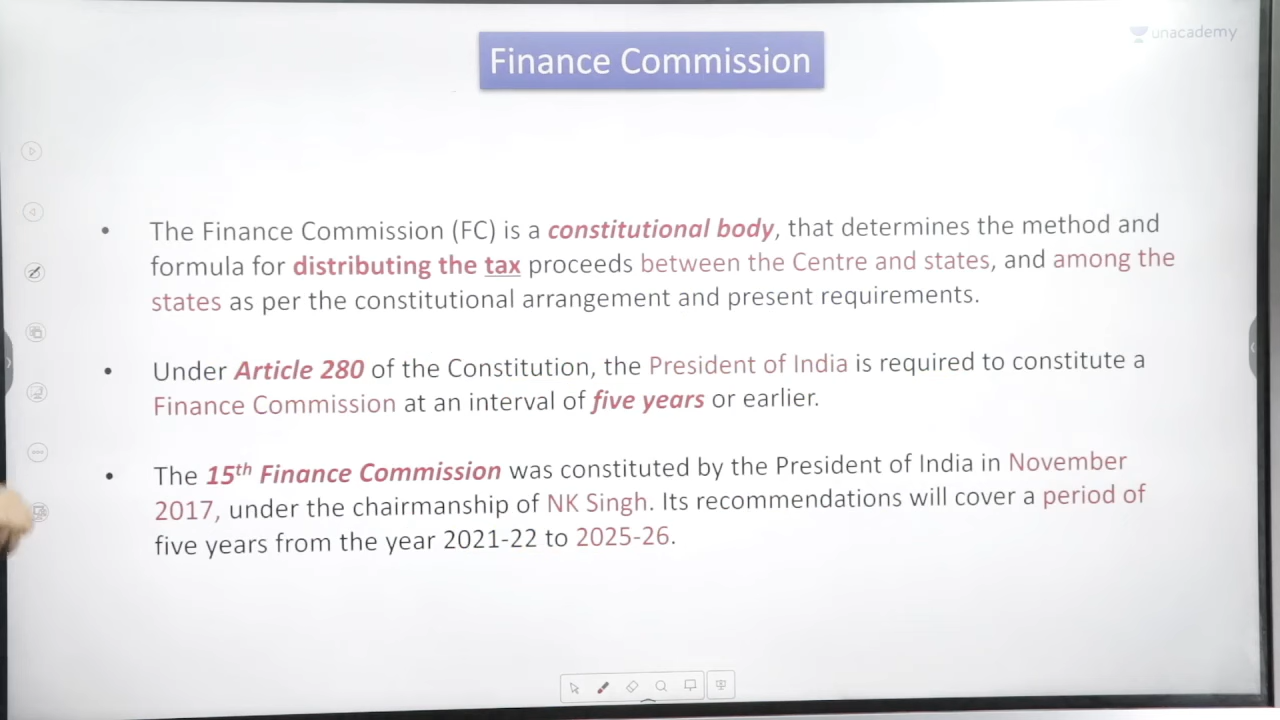 unacademy
Finance Commission
• The Finance Commission (FC) is a constitutional body, that determines the method and
formula for distributing the tax proceeds between the Centre and states, and among the
states as per the constitutional arrangement and present requirements.
• Under Article 280 of the Constitution, the President of India is required to constitute a
Finance Commission at an interval of five years or earlier.
• The 15th Finance Commission was constituted by the President of India in November
2017, under the chairmanship of NK Singh. Its recommendations will cover a period of
five years from the year 2021-22 to 2025-26.